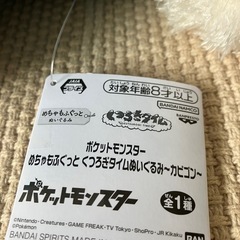 対象年齢8才以上
めちゃもふぐっと
ぬいぐるみ
くつろぎタイム
BANDAI NAMCO
ポケットモンスター
めちゃもふぐっと くつろぎタイムぬいぐるみ~カビゴン~
全1種
ポケットモンスター
©Nintendo・Creatures・GAME FREAK・TV Tokyo・ShoPro・JR Kikaku
©Pokémon
BANDAI SPIRITS MADE
BAN